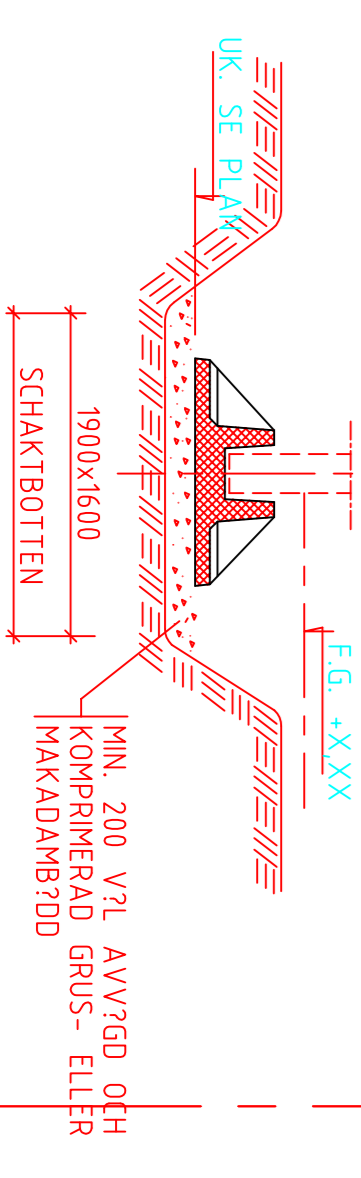 UK. SE PLAN
F.G. +X,XX
1900x1600
SCHAKTBOTTEN
MIN. 200 V?L AVV?GD OCH
KOMPRIMERAD GRUS- ELLER
MAKADAMB?DD